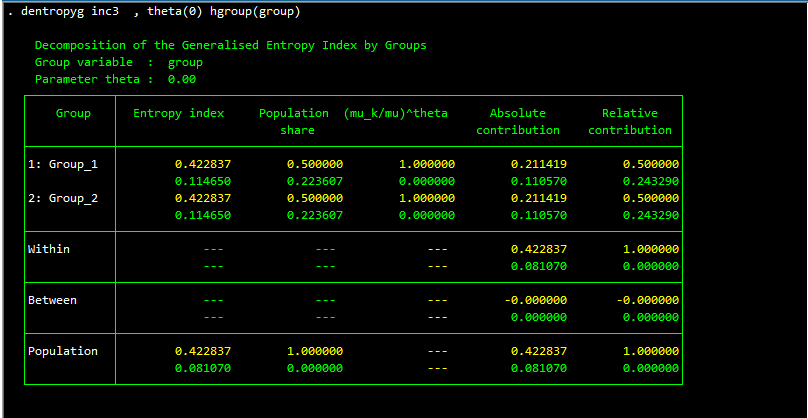 . dentropyg inc3  , theta(0) hgroup(group)
Decomposition of the Generalised Entropy Index by Groups
Group variable  :  group
Parameter theta :  0.00
Group Entropy index Population (mu_k/mu)^theta Absolute Relative
share contribution contribution
1: Group_1 0.422837 0.500000 1.000000 0.211419 0.500000
0.114650 0.223607 0.000000 0.110570 0.243290
2: Group_2 0.422837 0.500000 1.000000 0.211419 0.500000
0.114650 0.223607 0.000000 0.110570 0.243290
Within --- --- --- 0.422837 1.000000
--- --- --- 0.081070 0.000000
Between --- --- --- -0.000000 -0.000000
--- --- --- 0.000000 0.000000
Population 0.422837 1.000000 --- 0.422837 1.000000
0.081070 0.000000 --- 0.081070 0.000000